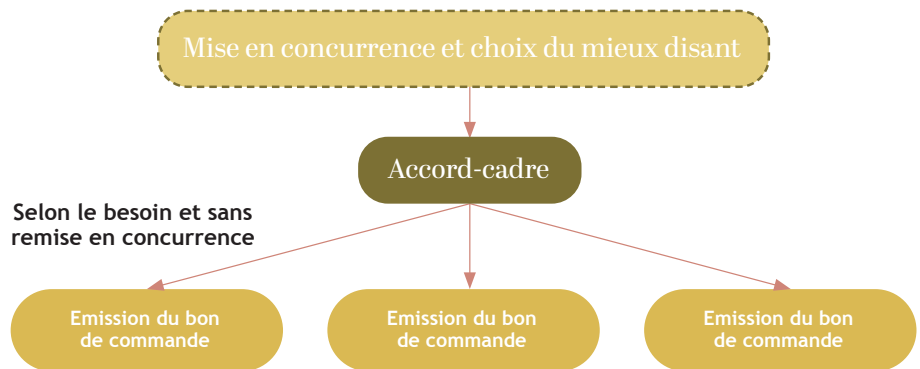 Mise en concurrence et choix du mieux disant
Accord-cadre
Selon le besoin et sans
remise en concurrence
Emission du bon
de commande
Emission du bon
de commande
Emission du bon
de commande